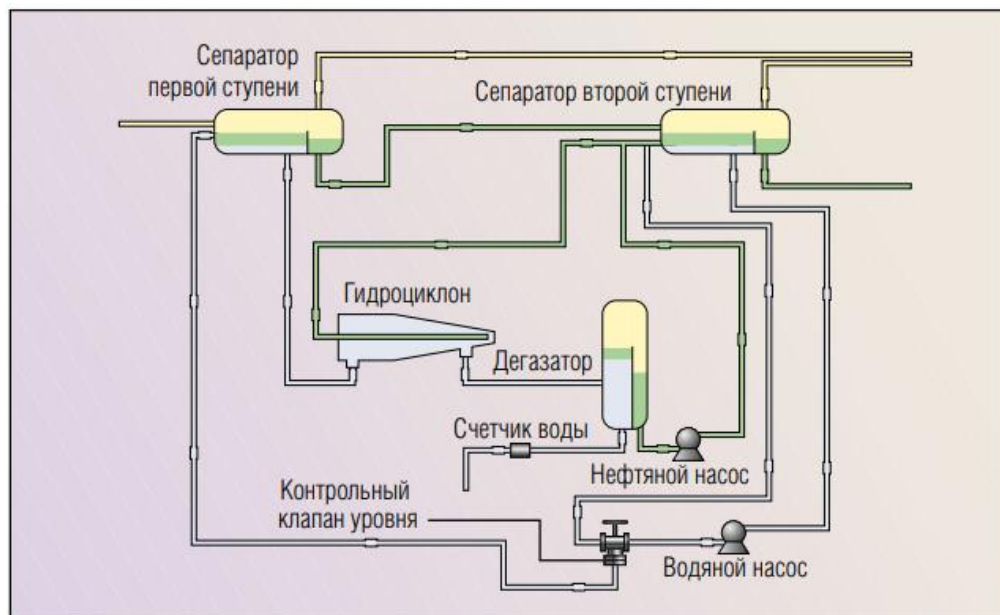 Сепаратор
первой ступени
Сепаратор второй ступени
Гидроциклон
Дегазатор
Счетчик воды
Нефтяной насос
Контрольный
клапан уровня
Водяной насос